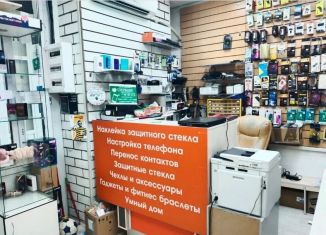 Наклейка защитного стекла
Настройка телефона
Перенос контактов
Защитные стекла
Чехлы и аксессуары
Гаджеты и фитнес браслеты
Умный дом